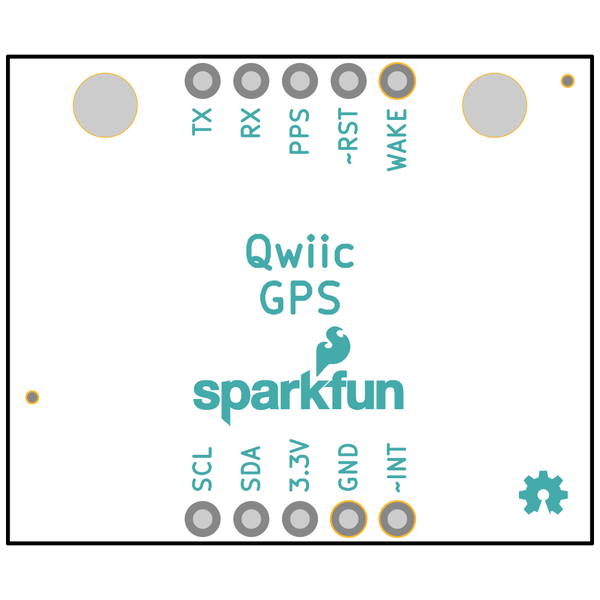 TX RX PPS ~RST WAKE
Qwiic
GPS
sparkfun
SCL SDA 3.3V GND ~INT